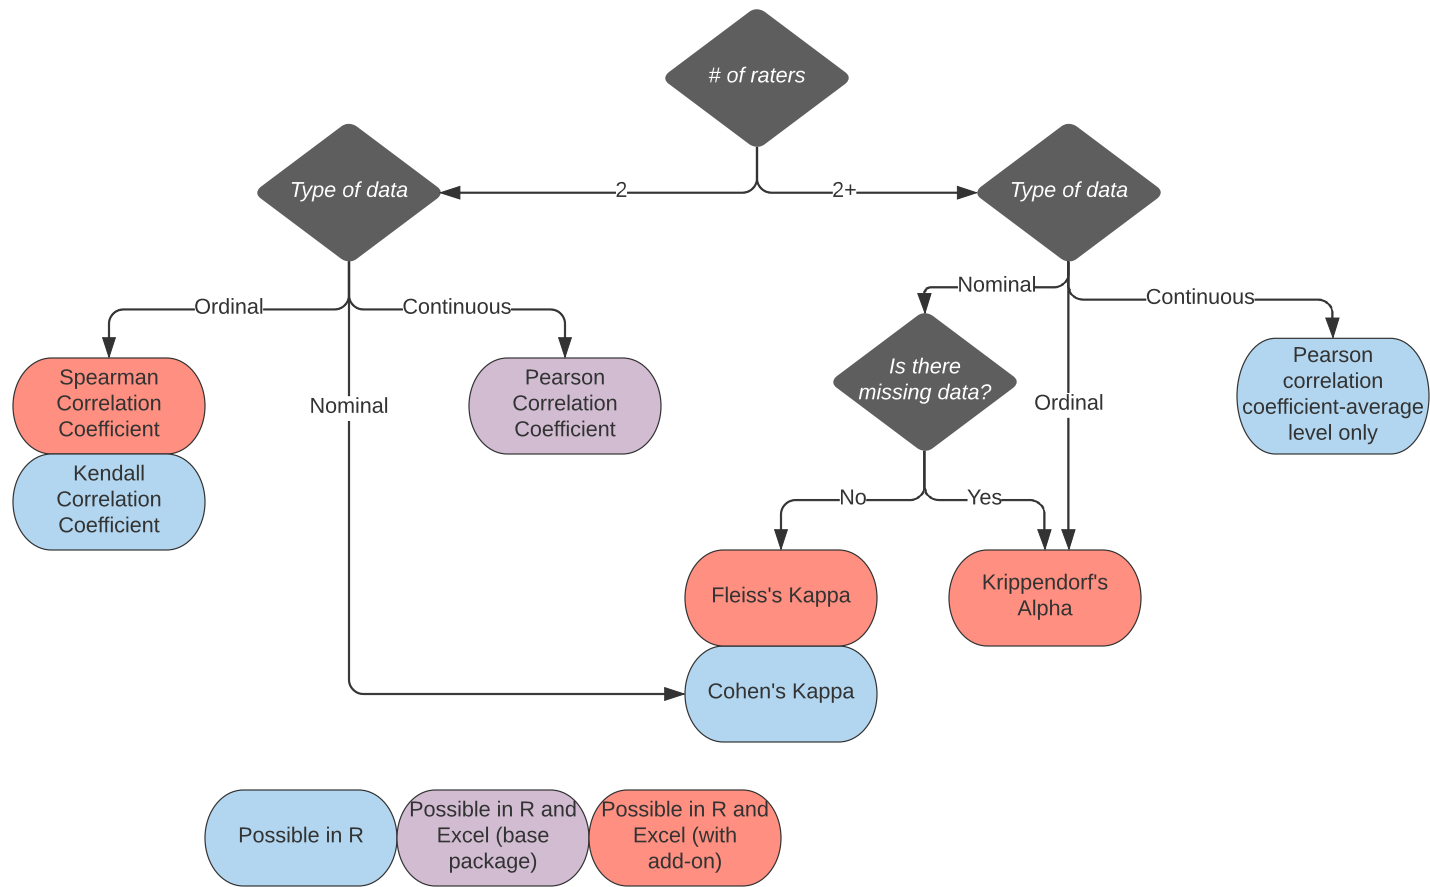 # of raters
Type of data
2
2+
Type of data
Nominal
Continuous
Ordinal
Continuous
Is there
missing data?
Spearman
Correlation
Coefficient
Pearson
Correlation
Coefficient
Pearson
correlation
coefficient-average
level only
Nominal
Ordinal
Kendall
Correlation
Coefficient
No
Yes
Fleiss's Kappa
Krippendorf's
Alpha
Cohen's Kappa
Possible in R
Possible in R and
Excel (base
package)
Possible in R and
Excel (with
add-on)